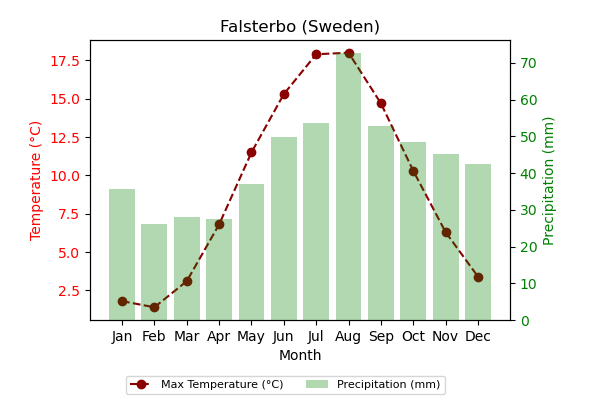 Falsterbo (Sweden)
17.5
15.0
12.5
10.0
7.5
5.0
2.5
Temperature (°C)
70
60
50
40
30
20
10
0
Precipitation (mm)
Jan Feb Mar Apr May Jun Jul Aug Sep Oct Nov Dec
Month
Max Temperature (°C) Precipitation (mm)